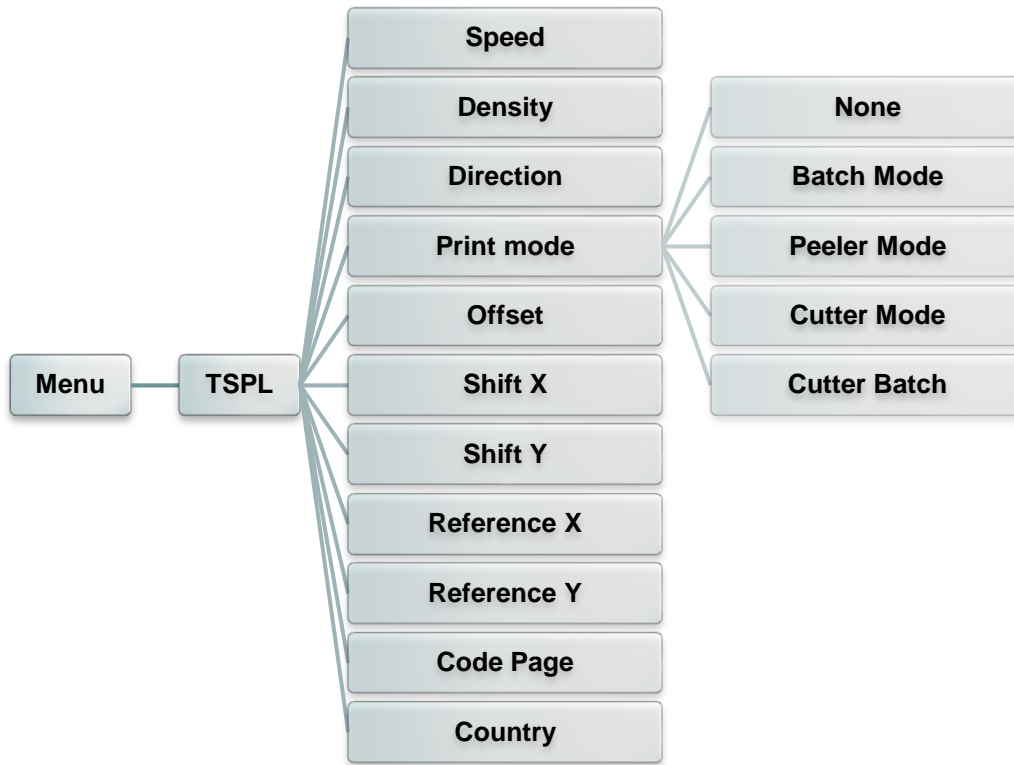 Menu
TSPL
Speed
Density
Direction
Print mode
Offset
Shift X
Shift Y
Reference X
Reference Y
Code Page
Country
None
Batch Mode
Peeler Mode
Cutter Mode
Cutter Batch